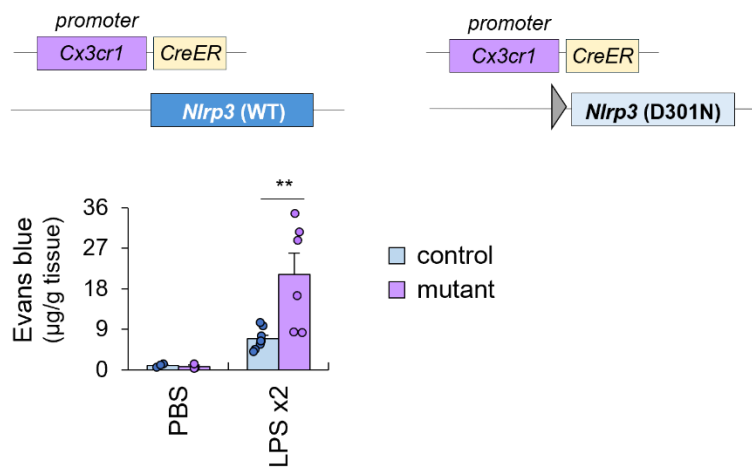 promoter
Cx3cr1 CreER
Nlrp3 (WT)
promoter
Cx3cr1 CreER
Nlrp3 (D301N)
Evans blue
(µg/g tissue)
36
27
18
9
0
**
PBS
LPS x2
control
mutant